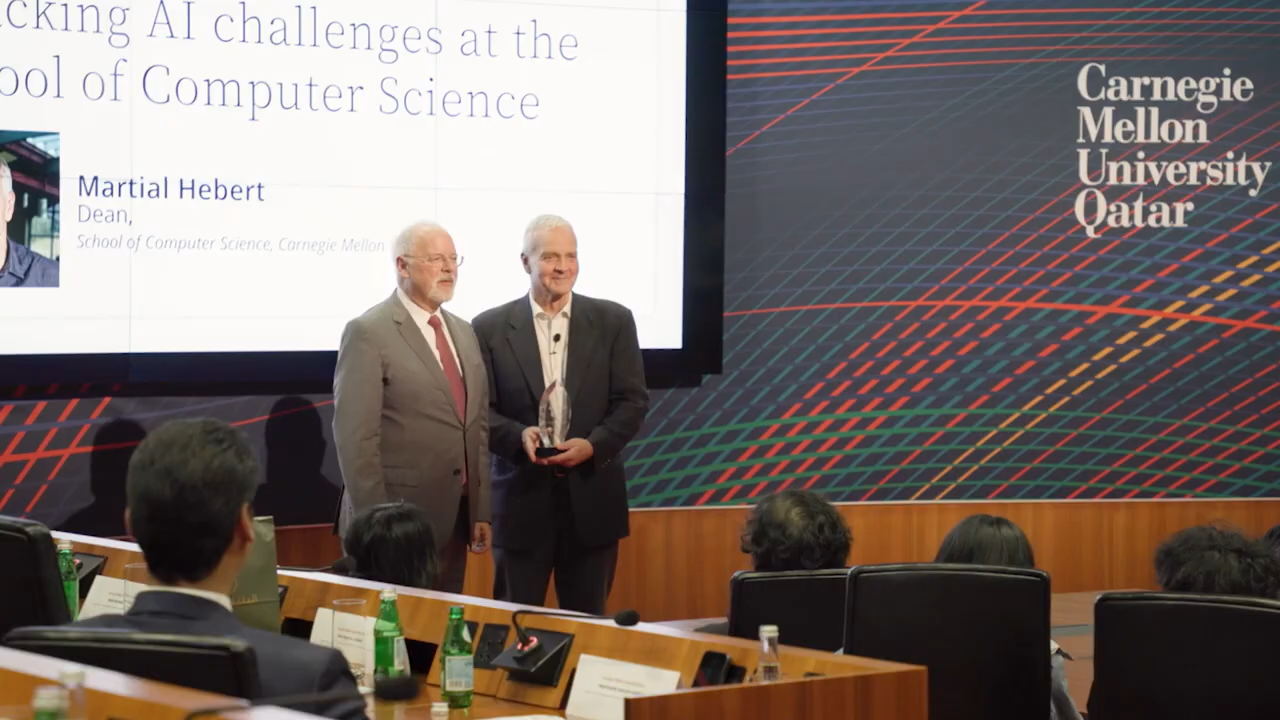 cking AI challenges at the
ool of Computer Science
Martial Hebert
Dean,
School of Computer Science, Carnegie Mellon
Carnegie
Mellon
University
Qatar